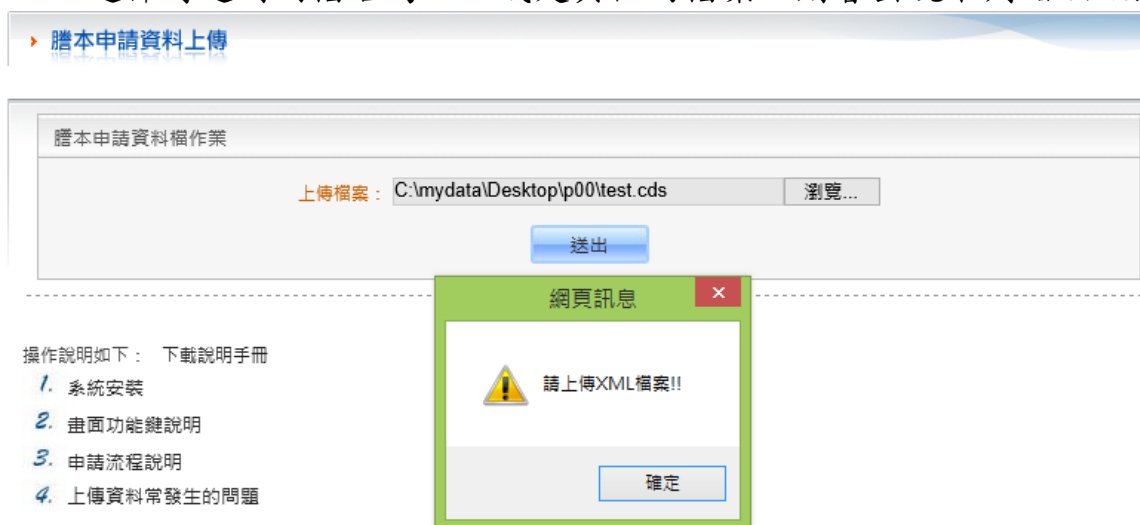 謄本申請資料上傳
謄本申請資料檔作業
上傳檔案： C:\mydata\Desktop\p00\test.cds 瀏覽...
送出
網頁訊息
請上傳XML檔案!!
確定
操作說明如下： 下載說明手冊
1. 系統安裝
2. 畫面功能鍵說明
3. 申請流程說明
4. 上傳資料常發生的問題